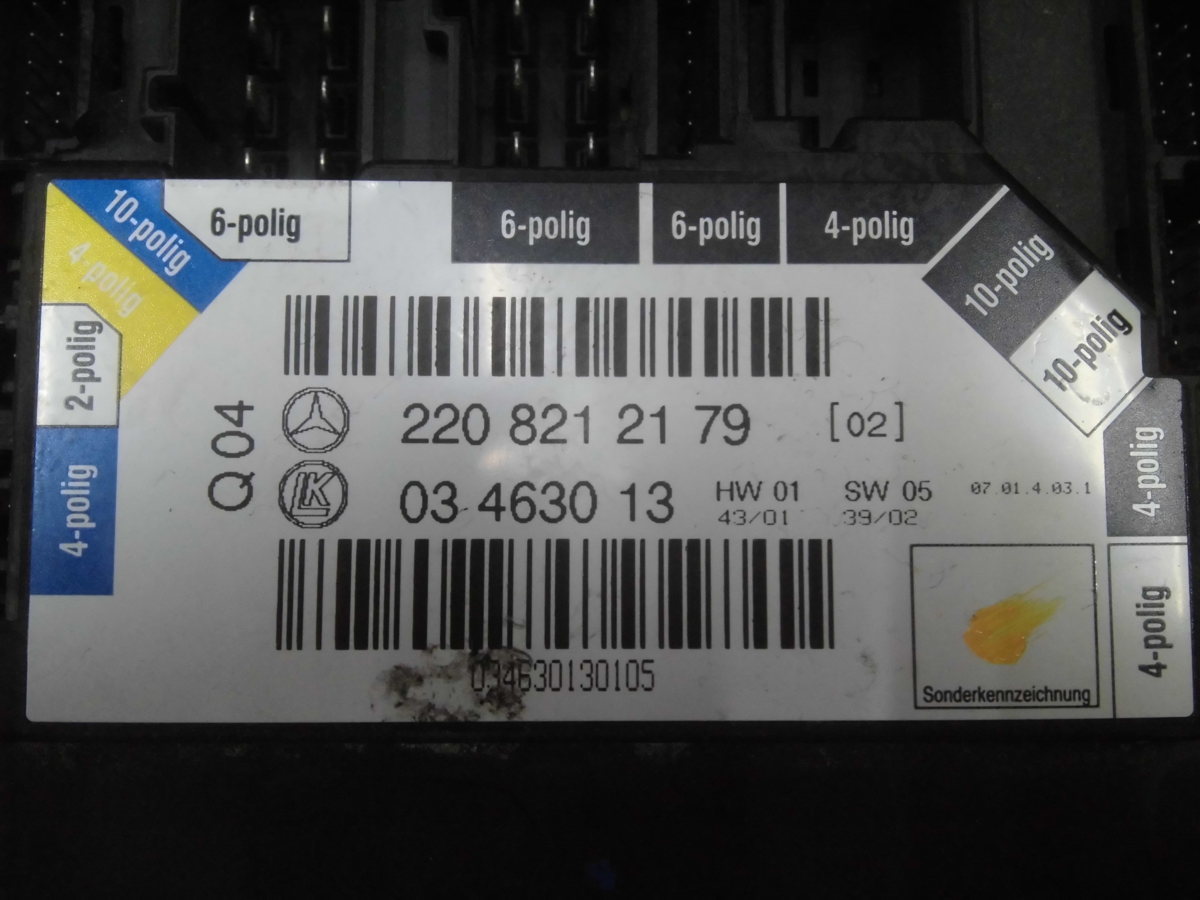 10-polig
6-polig
6-polig
6-polig
4-polig
10-polig
10-polig
4 polig
2-polig
4-polig
Q 04
220 821 21 79 [02]
LK
03 4630 13
HW 01 SW 05 07.01.4.03.1
43/01 39/02
034630130105
4-polig
4-polig
Sonderkennzeichnung